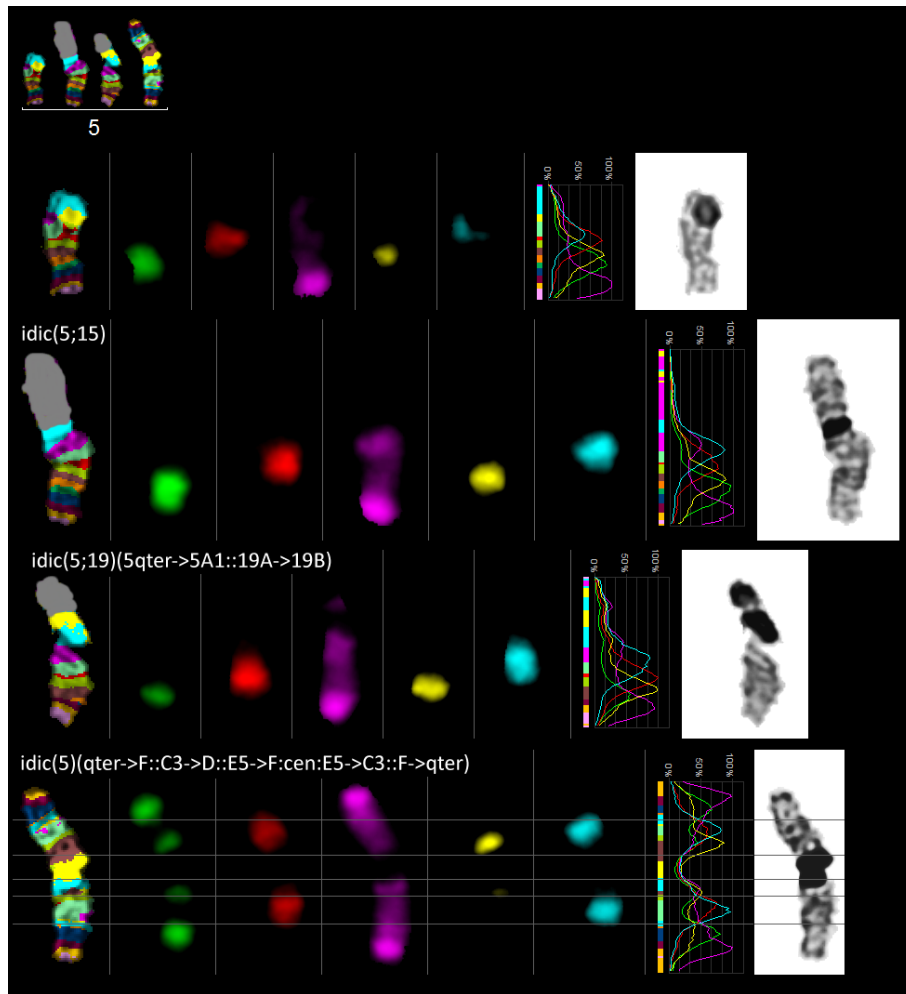 5
0% 50% 100%
idic(5;15)
0% 50% 100%
idic(5;19)(5qter->5A1::19A->19B)
0% 50% 100%
idic(5)(qter->F::C3->D::E5->F:cen:E5->C3::F->qter)
0% 50% 100%